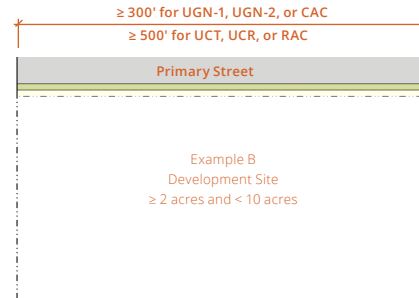 ≥ 300' for UGN-1, UGN-2, or CAC
≥ 500' for UCT, UCR, or RAC
Primary Street
Example B
Development Site
≥ 2 acres and < 10 acres